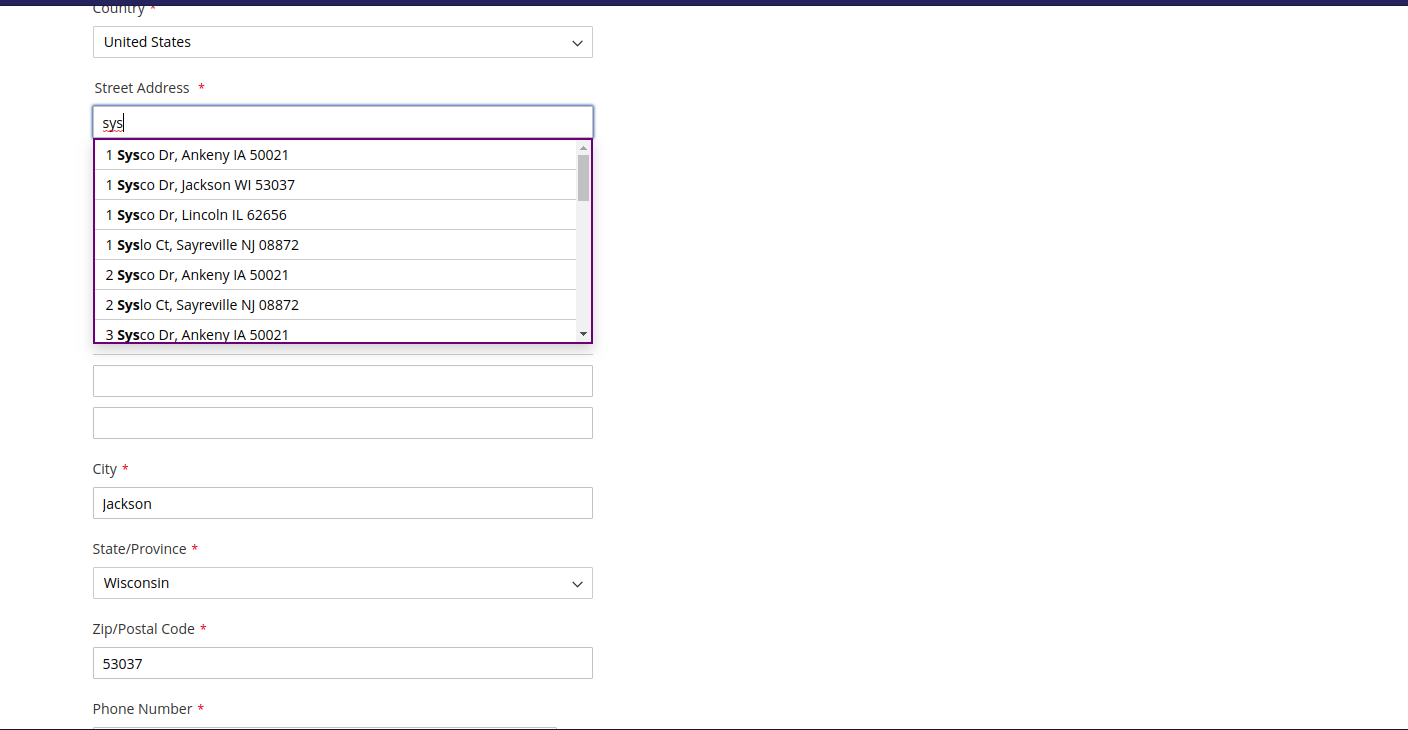 Country *
United States
Street Address *
sys
1 Sysco Dr, Ankeny IA 50021
1 Sysco Dr, Jackson WI 53037
1 Sysco Dr, Lincoln IL 62656
1 Syslo Ct, Sayreville NJ 08872
2 Sysco Dr, Ankeny IA 50021
2 Syslo Ct, Sayreville NJ 08872
3 Sysco Dr, Ankeny IA 50021
City *
Jackson
State/Province *
Wisconsin
Zip/Postal Code *
53037
Phone Number *